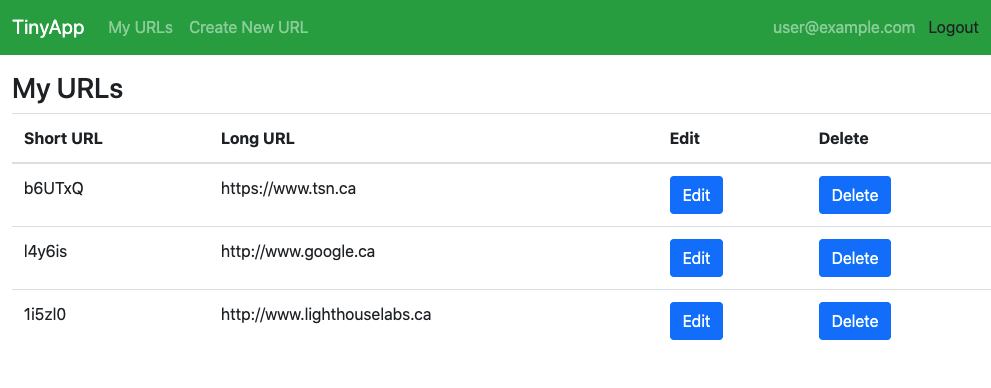 TinyApp My URLs Create New URL user@example.com Logout
My URLs
Short URL Long URL Edit Delete
b6UTxQ https://www.tsn.ca Edit Delete
l4y6is http://www.google.ca Edit Delete
1i5zl0 http://www.lighthouselabs.ca Edit Delete